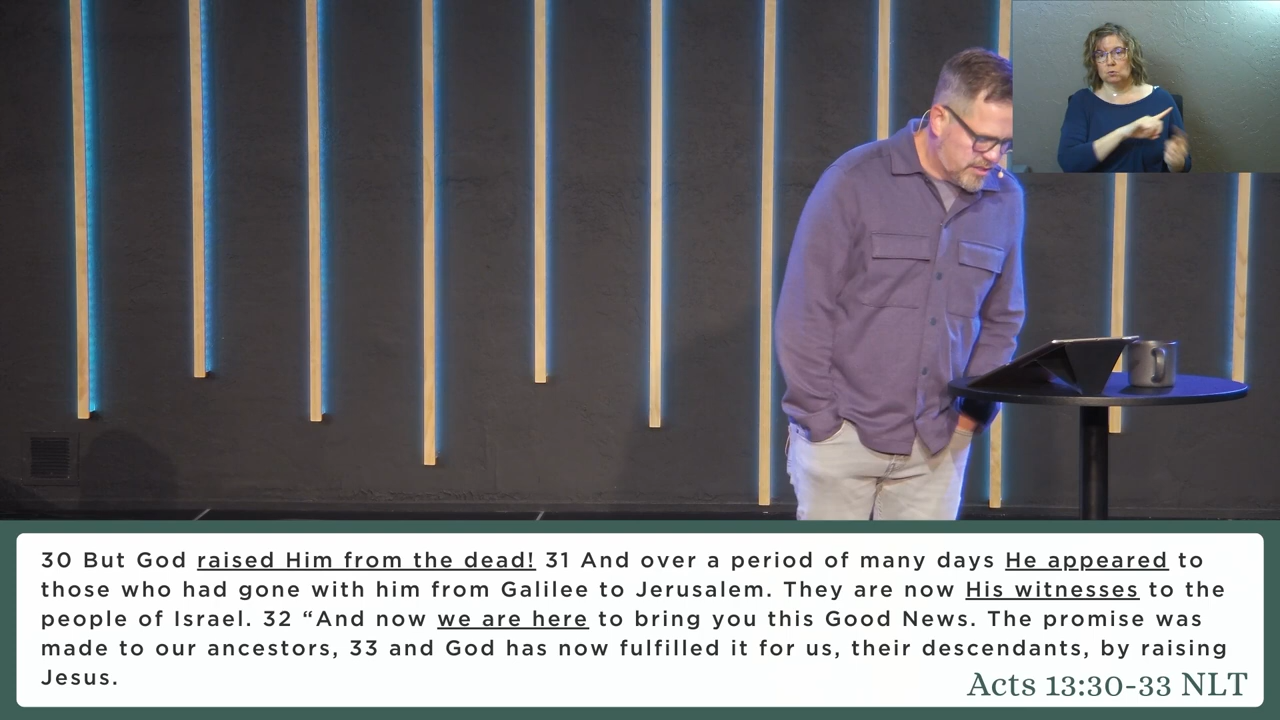 30 But God raised Him from the dead! 31 And over a period of many days He appeared to
those who had gone with him from Galilee to Jerusalem. They are now His witnesses to the
people of Israel. 32 “And now we are here to bring you this Good News. The promise was
made to our ancestors, 33 and God has now fulfilled it for us, their descendants, by raising
Jesus.
Acts 13:30-33 NLT